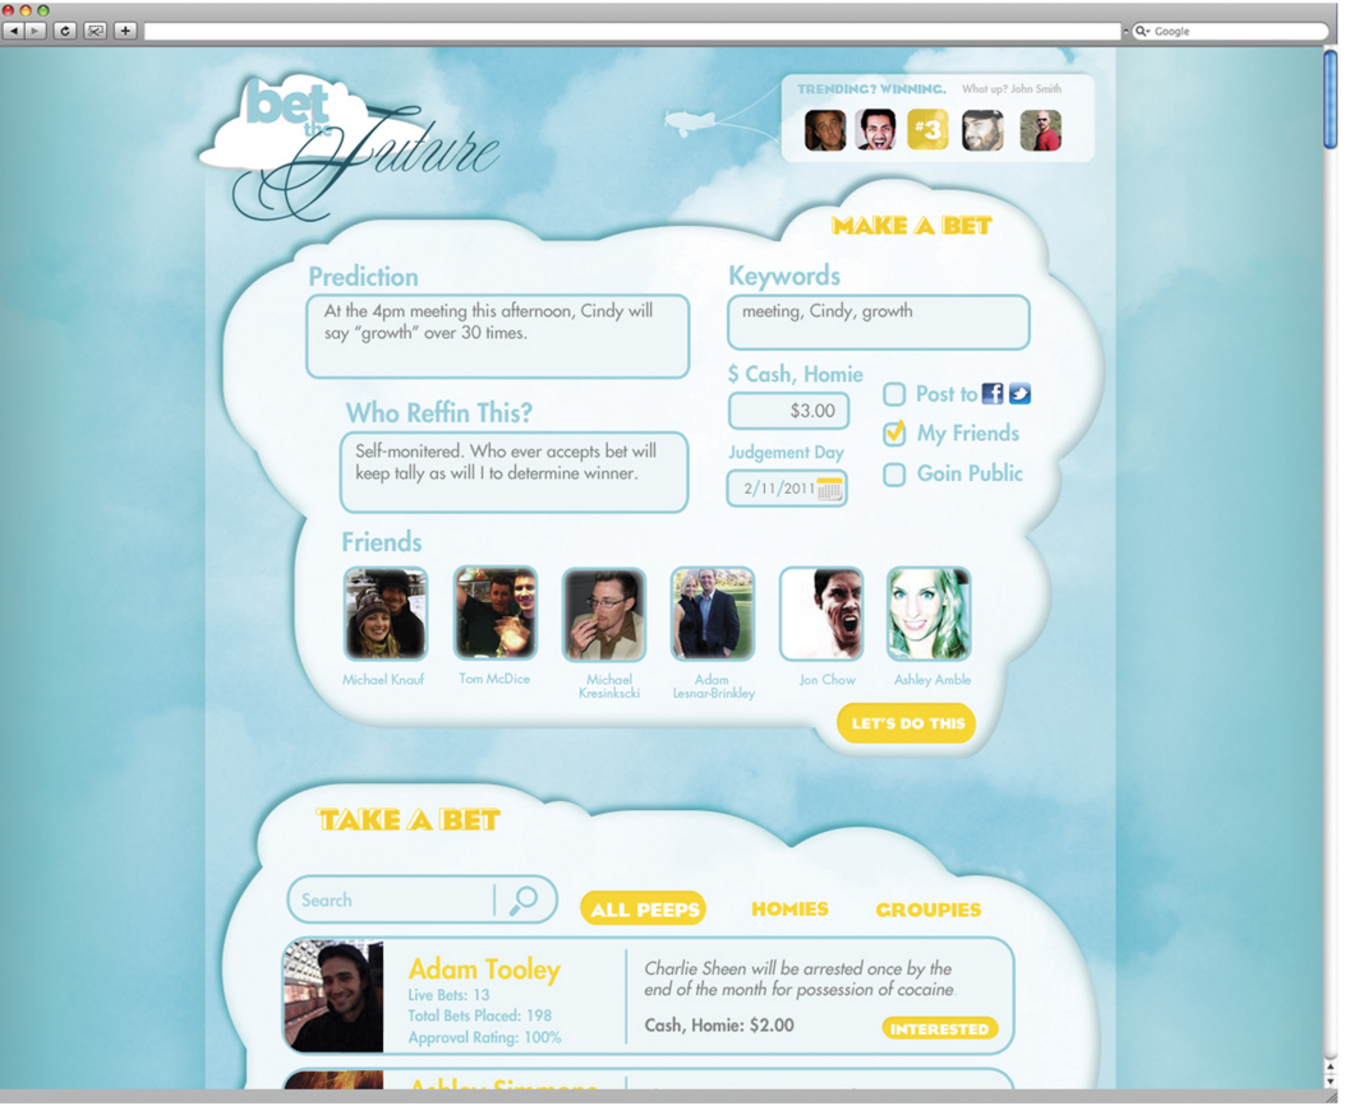 Google
bet
the
Future
TRENDING? WINNING.
What up? John Smith
#3
MAKE A BET
Prediction
At the 4pm meeting this afternoon, Cindy will
say “growth” over 30 times.
Keywords
meeting, Cindy, growth
$ Cash, Homie
$3.00
Post to
My Friends
Goin Public
Judgement Day
2/11/2011
Who Reffin This?
Self-monitered. Who ever accepts bet will
keep tally as will I to determine winner.
Friends
Michael Knauf
Tom McDice
Michael
Kresinkscki
Adam
Lesnar-Brinkley
Jon Chow
Ashley Amble
LET'S DO THIS
TAKE A BET
Search
ALL PEEPS
HOMIES
GROUPIES
Adam Tooley
Live Bets: 13
Total Bets Placed: 198
Approval Rating: 100%
Charlie Sheen will be arrested once by the
end of the month for possession of cocaine.
Cash, Homie: $2.00
INTERESTED
Ashley Simmons